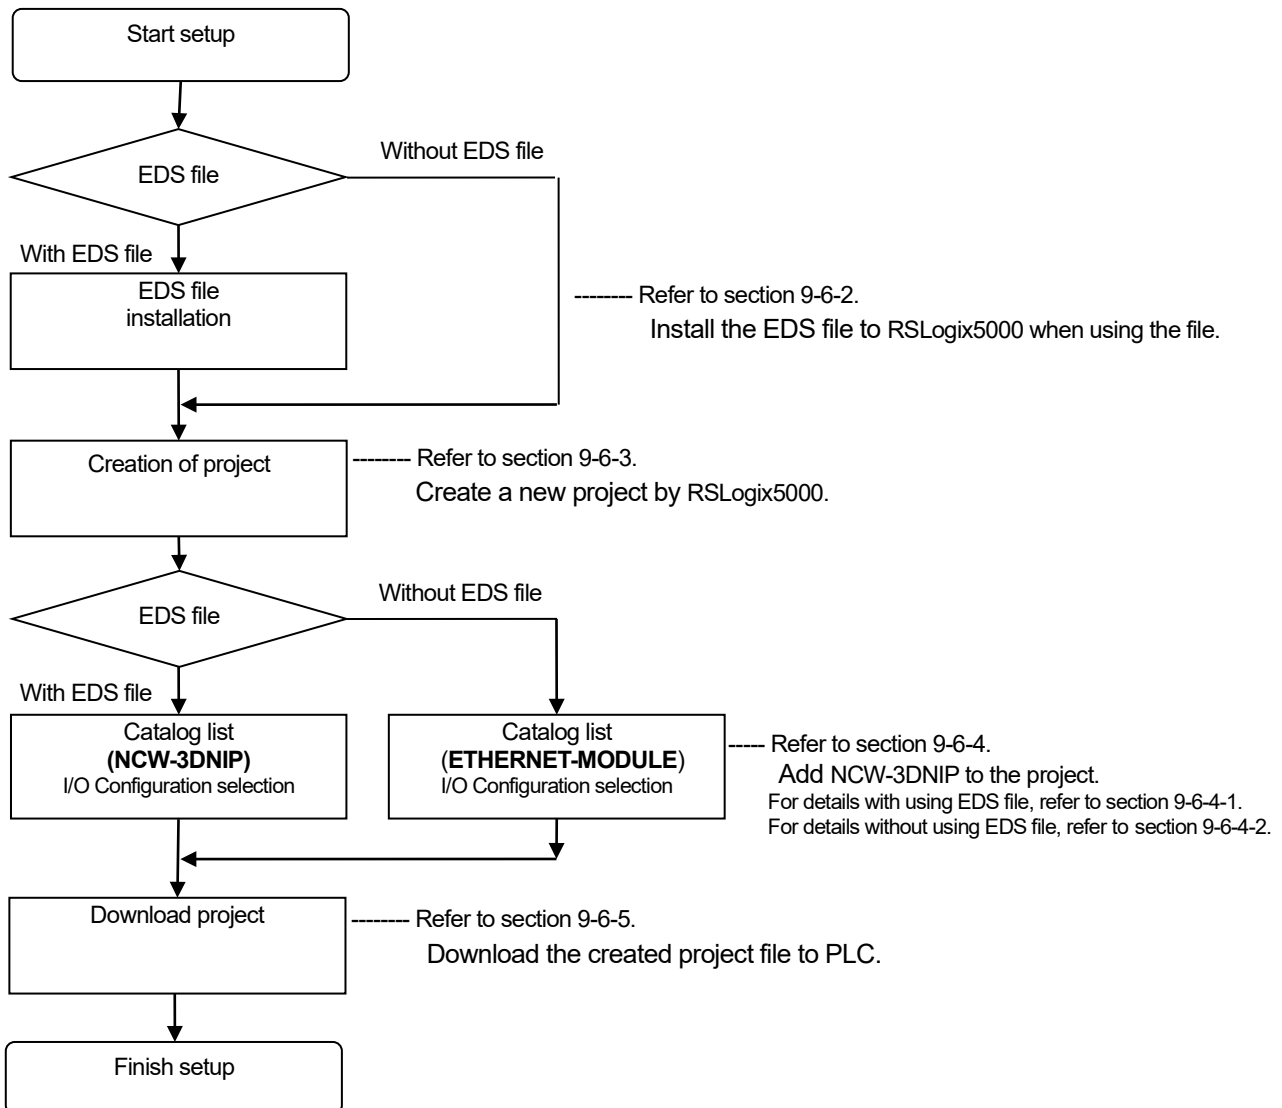 Start setup
Without EDS file
EDS file
With EDS file
EDS file
installation
-------- Refer to section 9-6-2.
Install the EDS file to RSLogix5000 when using the file.
Creation of project
-------- Refer to section 9-6-3.
Create a new project by RSLogix5000.
Without EDS file
EDS file
With EDS file
Catalog list
(NCW-3DNIP)
I/O Configuration selection
Catalog list
(ETHERNET-MODULE)
I/O Configuration selection
----- Refer to section 9-6-4.
Add NCW-3DNIP to the project.
For details with using EDS file, refer to section 9-6-4-1.
For details without using EDS file, refer to section 9-6-4-2.
Download project
-------- Refer to section 9-6-5.
Download the created project file to PLC.
Finish setup